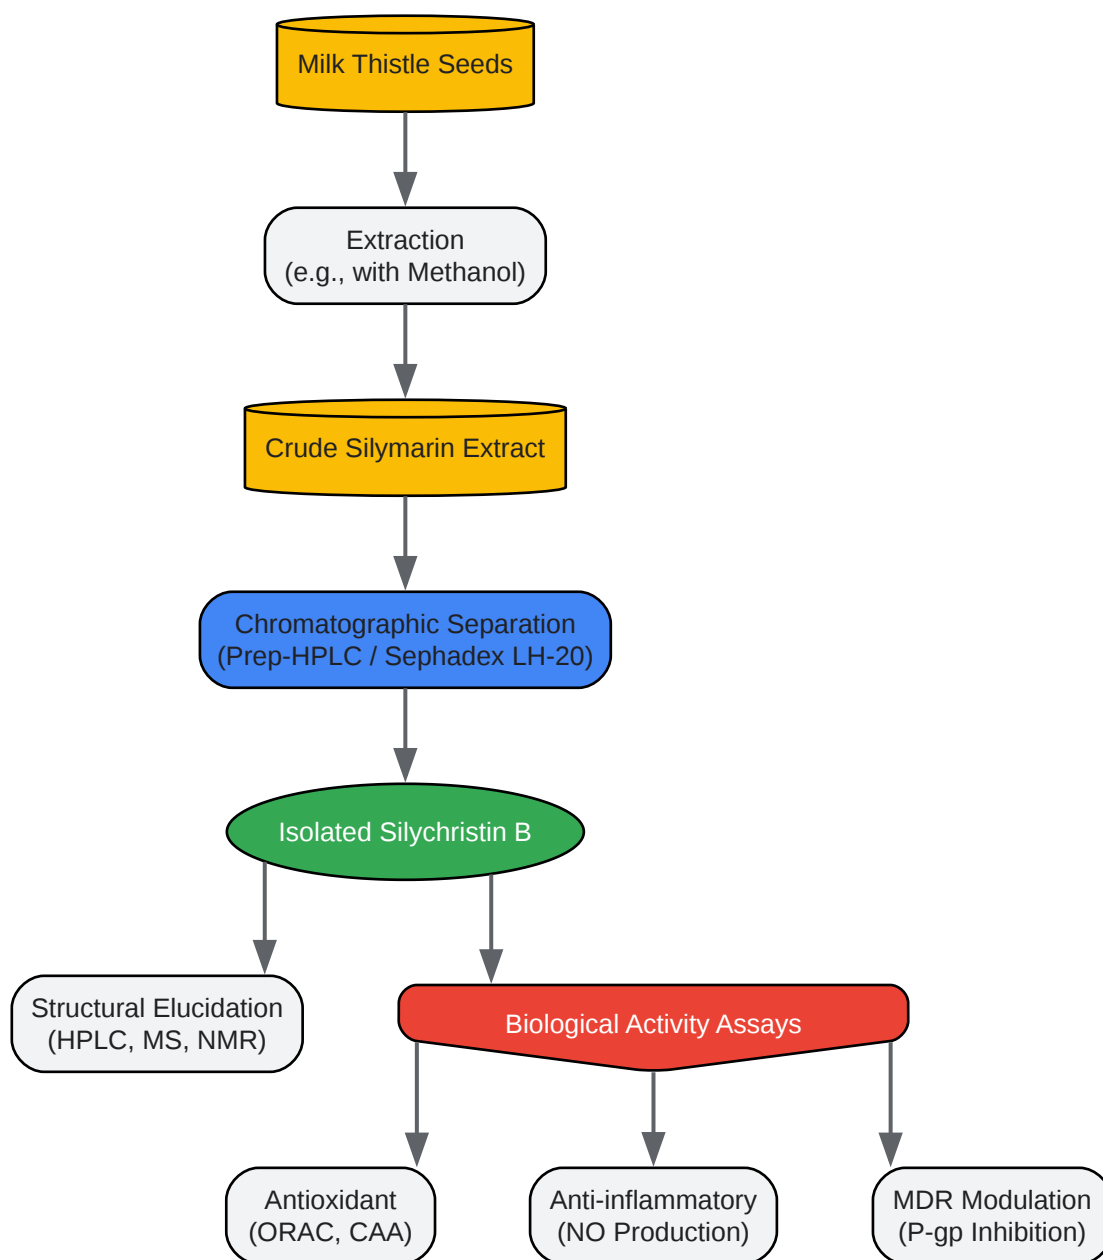 Milk Thistle Seeds
Extraction
(e.g., with Methanol)
Crude Silymarin Extract
Chromatographic Separation
(Prep-HPLC / Sephadex LH-20)
Isolated Silychristin B
Structural Elucidation
(HPLC, MS, NMR)
Biological Activity Assays
Antioxidant
(ORAC, CAA)
Anti-inflammatory
(NO Production)
MDR Modulation
(P-gp Inhibition)